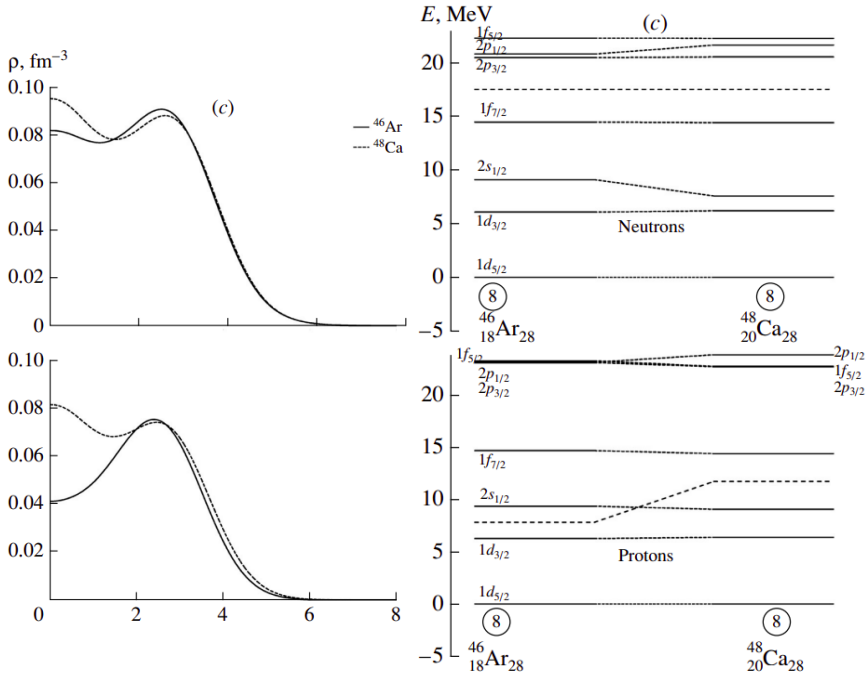 ρ, fm⁻³
0.10
0.08
0.06
0.04
0.02
0
(c)
⁴⁶Ar
⁴⁸Ca
0.10
0.08
0.06
0.04
0.02
0
2
4
6
8
E, MeV
(c)
20
15
10
5
0
−5
1f5/2
2p1/2
2p3/2
1f7/2
2s1/2
1d3/2
1d5/2
Neutrons
8
8
⁴⁶₁₈Ar₂₈
⁴⁸₂₀Ca₂₈
20
15
10
5
0
−5
1f5/2
2p1/2
2p3/2
1f7/2
2s1/2
1d3/2
1d5/2
2p1/2
1f5/2
2p3/2
Protons
8
8
⁴⁶₁₈Ar₂₈
⁴⁸₂₀Ca₂₈